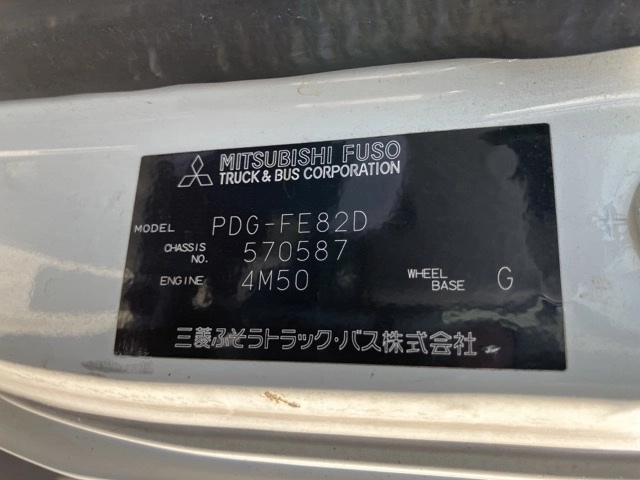 MITSUBISHI FUSO
TRUCK & BUS CORPORATION
MODEL PDG-FE82D
CHASSIS NO. 570587
ENGINE 4M50 WHEEL BASE G
三菱ふそうトラック・バス株式会社